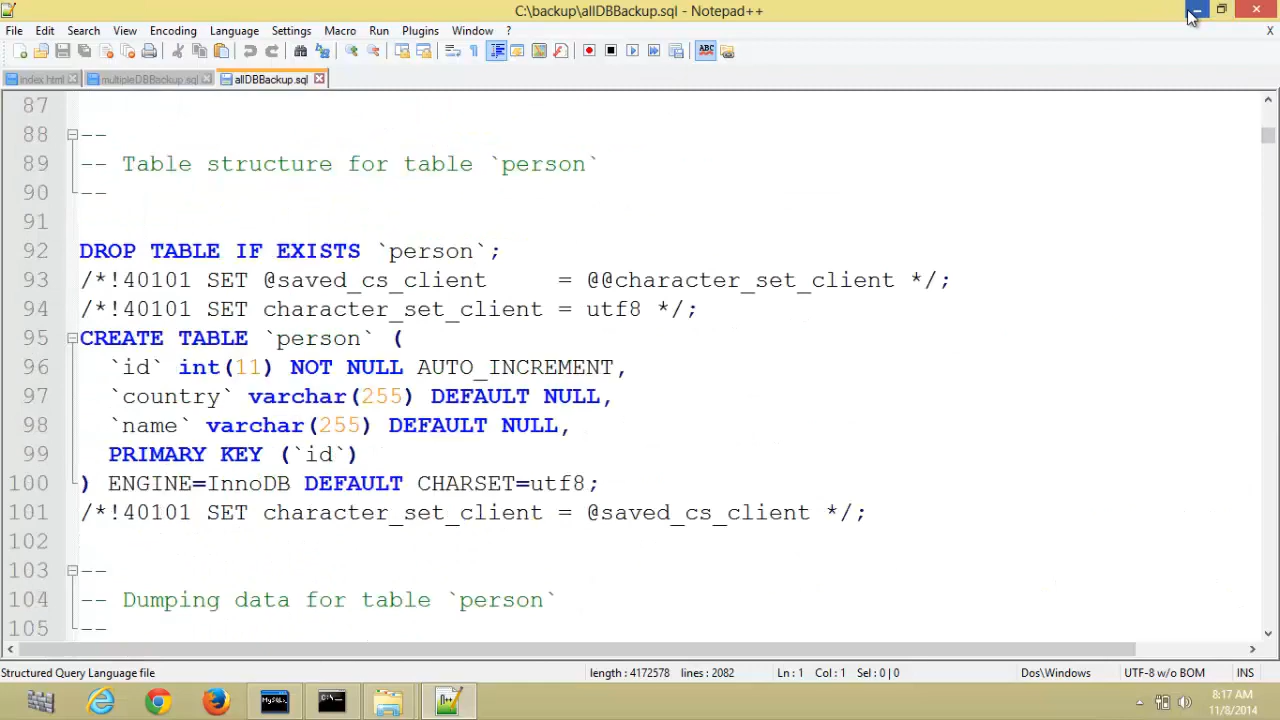 C:\backup\allDBBackup.sql - Notepad++
File Edit Search View Encoding Language Settings Macro Run Plugins Window ?
X
ABC
index.html multipleDBBackup.sql allDBBackup.sql
87
88 --
89 -- Table structure for table `person`
90 --
91
92 DROP TABLE IF EXISTS `person`;
93 /*!40101 SET @saved_cs_client     = @@character_set_client */;
94 /*!40101 SET character_set_client = utf8 */;
95 CREATE TABLE `person` (
96   `id` int(11) NOT NULL AUTO_INCREMENT,
97   `country` varchar(255) DEFAULT NULL,
98   `name` varchar(255) DEFAULT NULL,
99   PRIMARY KEY (`id`)
100 ) ENGINE=InnoDB DEFAULT CHARSET=utf8;
101 /*!40101 SET character_set_client = @saved_cs_client */;
102
103 --
104 -- Dumping data for table `person`
105 --
Structured Query Language file length : 4172578 lines : 2082 Ln : 1 Col : 1 Sel : 0 | 0 Dos\Windows UTF-8 w/o BOM INS
MySQL
C:\
8:17 AM
11/8/2014